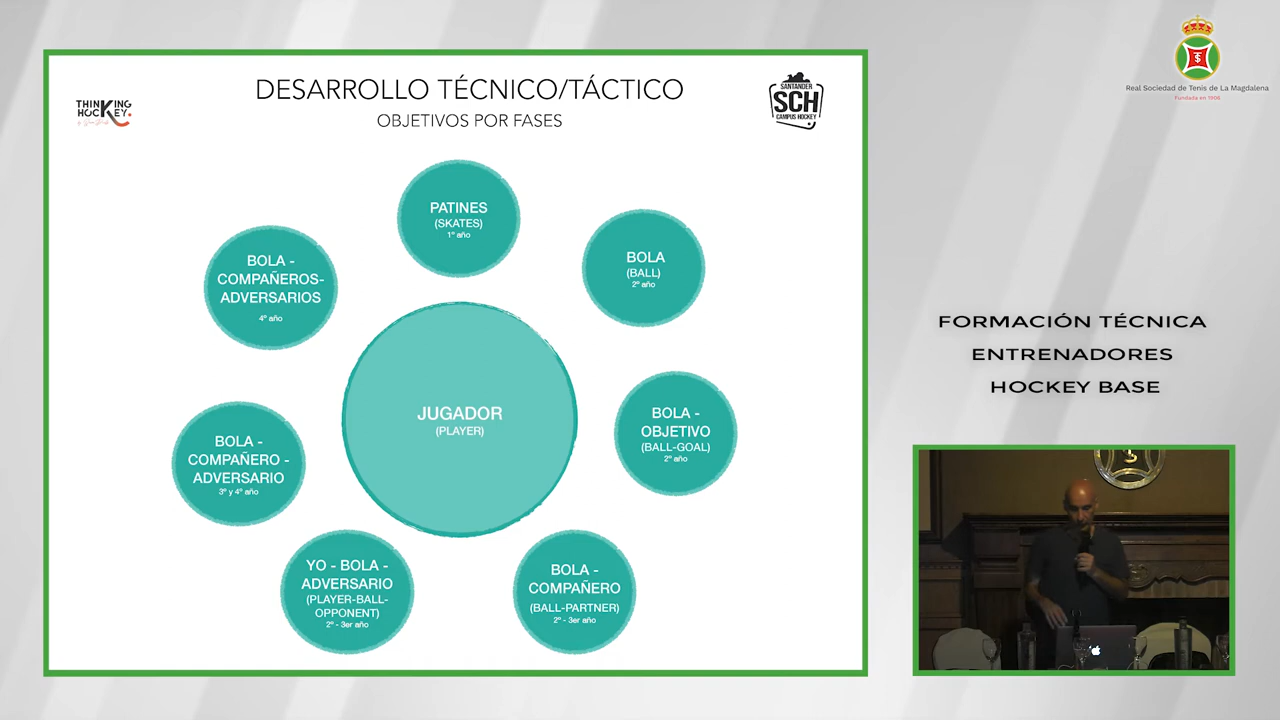 DESARROLLO TÉCNICO/TÁCTICO
OBJETIVOS POR FASES
THINKING
HOCKEY.
SANTANDER
SCH
CAMPUS HOCKEY
PATINES
(SKATES)
1º año
BOLA
(BALL)
2º año
BOLA -
OBJETIVO
(BALL-GOAL)
2º año
BOLA -
COMPAÑERO
(BALL-PARTNER)
2º - 3er año
YO - BOLA -
ADVERSARIO
(PLAYER-BALL-
OPPONENT)
2º - 3er año
BOLA -
COMPAÑERO -
ADVERSARIO
3º y 4º año
BOLA -
COMPAÑEROS-
ADVERSARIOS
4º año
JUGADOR
(PLAYER)
Real Sociedad de Tenis de La Magdalena
Fundada en 1906
FORMACIÓN TÉCNICA
ENTRENADORES
HOCKEY BASE